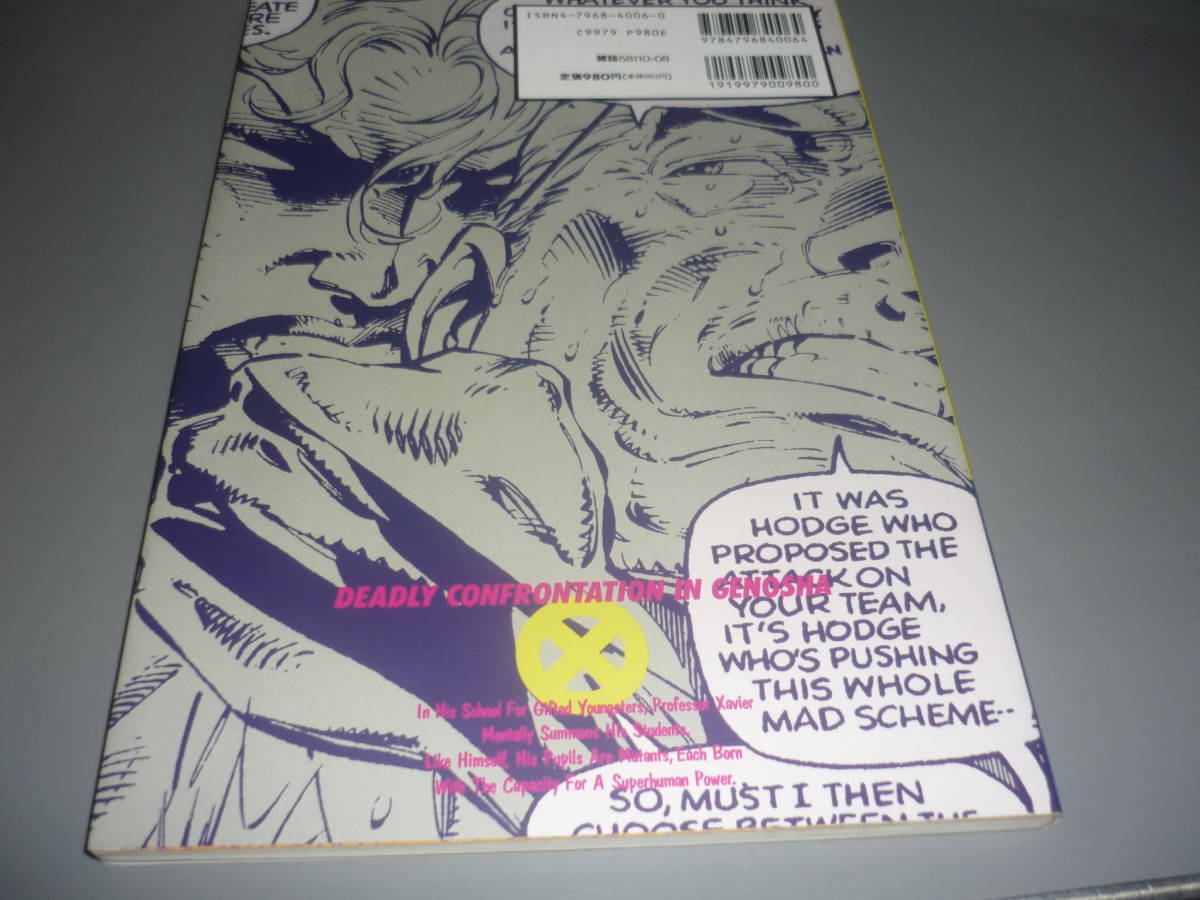 EATE
RE
ES.
WHATEVER YOU THINK
ISBN4-7968-4006-0
C9979 P980E
雑誌58110-08
定価980円(本体951円)
9784796840064
1919979009800
IT WAS
HODGE WHO
PROPOSED THE
ATTACK ON
YOUR TEAM,
IT'S HODGE
WHO'S PUSHING
THIS WHOLE
MAD SCHEME--
DEADLY CONFRONTATION IN GENOSHA
In His School For Gifted Youngsters, Professor Xavier
Mentally Summons His Students.
Like Himself, His Pupils Are Mutants, Each Born
With The Capacity For A Superhuman Power.
SO, MUST I THEN
CHOOSE BETWEEN THE